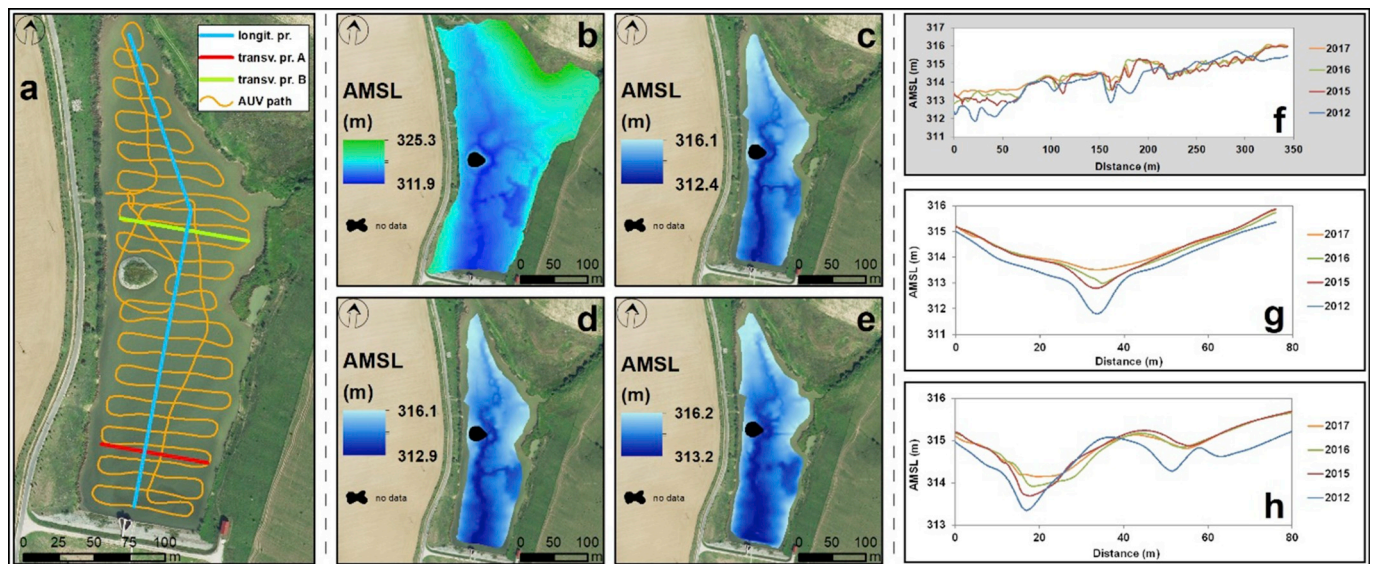 a
longit. pr.
transv. pr. A
transv. pr. B
AUV path
0 25 50 75 100
m
b
AMSL
(m)
325.3
311.9
no data
0 50 100
m
c
AMSL
(m)
316.1
312.4
no data
0 50 100
m
d
AMSL
(m)
316.1
312.9
no data
0 50 100
m
e
AMSL
(m)
316.2
313.2
no data
0 50 100
m
317
316
315
314
313
312
311
AMSL (m)
0 50 100 150 200 250 300 350
Distance (m)
2017
2016
2015
2012
f
316
315
314
313
312
311
AMSL (m)
0 20 40 60 80
Distance (m)
2017
2016
2015
2012
g
316
315
314
313
AMSL (m)
0 20 40 60 80
Distance (m)
2017
2016
2015
2012
h